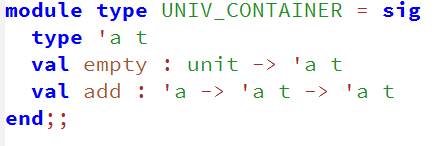 module type UNIV_CONTAINER = sig
type 'a t
val empty : unit -> 'a t
val add : 'a -> 'a t -> 'a t
end;;